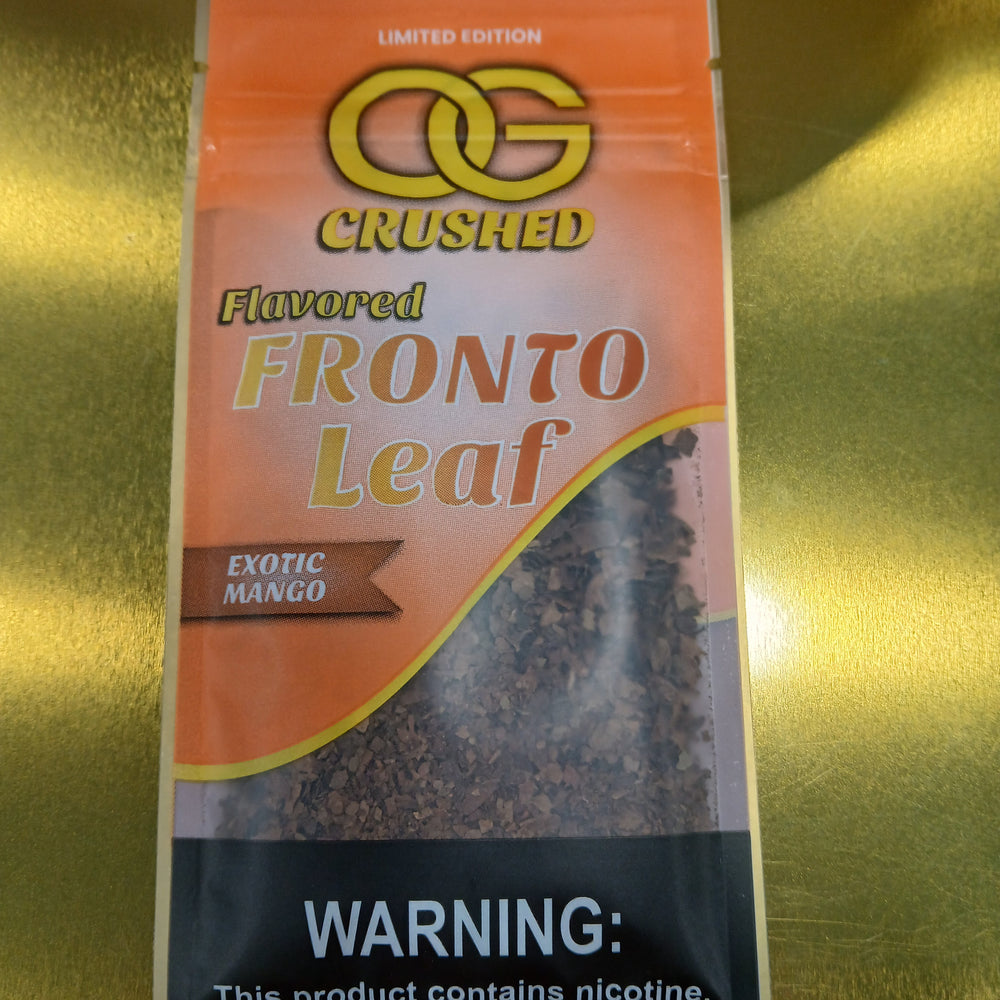 LIMITED EDITION
OG
CRUSHED
Flavored
FRONTO
Leaf
EXOTIC
MANGO
WARNING:
This product contains nicotine.